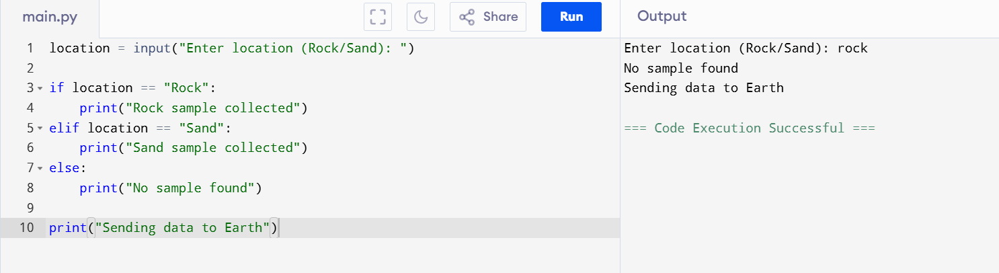 main.py
Share
Run
Output
1 location = input("Enter location (Rock/Sand): ")
2
3 if location == "Rock":
4     print("Rock sample collected")
5 elif location == "Sand":
6     print("Sand sample collected")
7 else:
8     print("No sample found")
9
10 print("Sending data to Earth")
Enter location (Rock/Sand): rock
No sample found
Sending data to Earth
=== Code Execution Successful ===